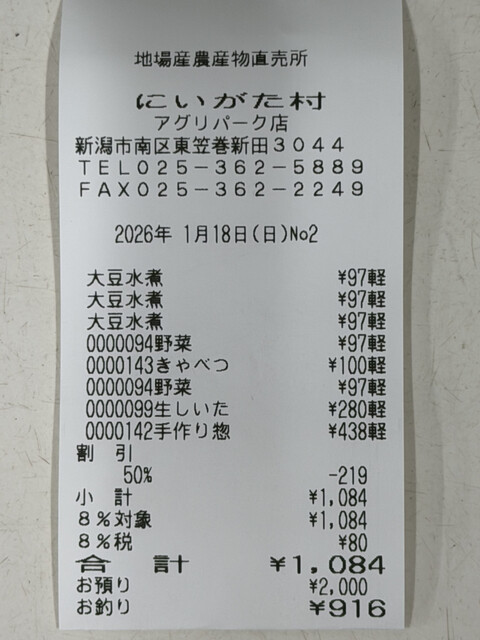 地場産農産物直売所
にいがた村
アグリパーク店
新潟市南区東笠巻新田3044
TEL025-362-5889
FAX025-362-2249
2026年 1月18日(日)No2
大豆水煮 ¥97軽
大豆水煮 ¥97軽
大豆水煮 ¥97軽
0000094野菜 ¥97軽
0000143きゃべつ ¥100軽
0000094野菜 ¥97軽
0000099生しいた ¥280軽
0000142手作り惣 ¥438軽
割 引
50% -219
小 計 ¥1,084
8%対象 ¥1,084
8%税 ¥80
合 計 ¥1,084
お預り ¥2,000
お釣り ¥916